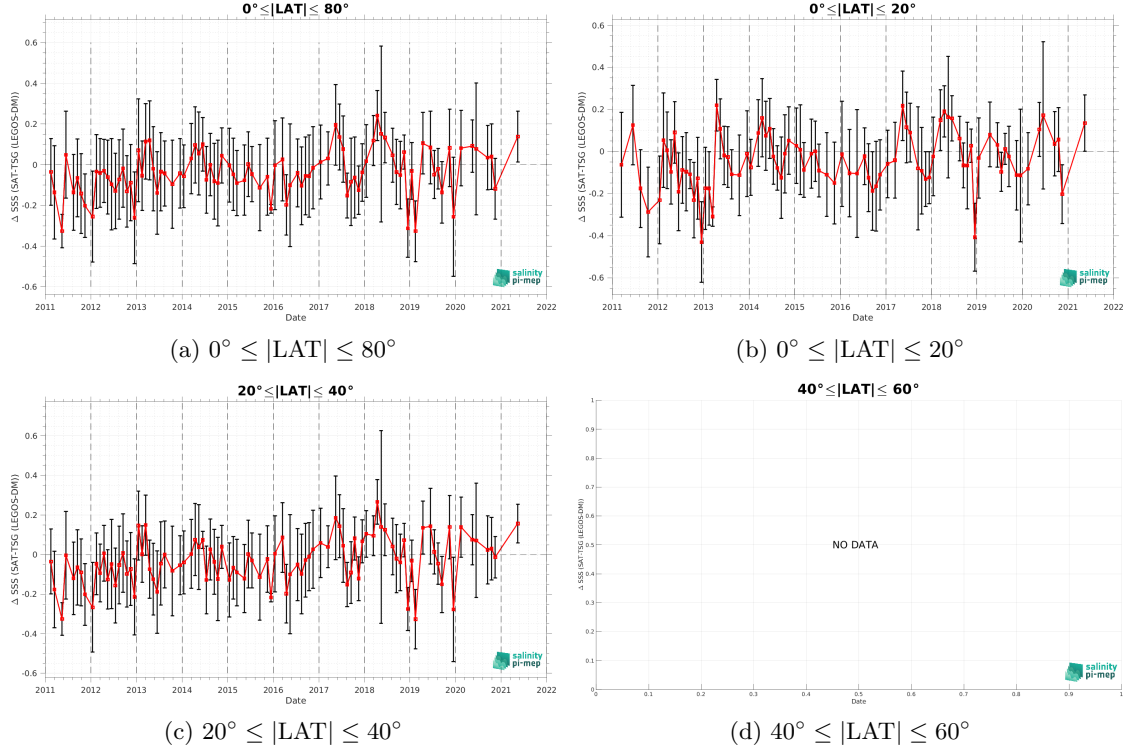 0°≤|LAT|≤ 80°
Δ SSS (SAT-TSG (LEGOS-DM))
0.6
0.4
0.2
0
-0.2
-0.4
-0.6
2011 2012 2013 2014 2015 2016 2017 2018 2019 2020 2021 2022
Date
salinity
pi-mep
(a) 0° ≤ |LAT| ≤ 80°
0°≤|LAT|≤ 20°
Δ SSS (SAT-TSG (LEGOS-DM))
0.6
0.4
0.2
0
-0.2
-0.4
-0.6
2011 2012 2013 2014 2015 2016 2017 2018 2019 2020 2021 2022
Date
salinity
pi-mep
(b) 0° ≤ |LAT| ≤ 20°
20°≤|LAT|≤ 40°
Δ SSS (SAT-TSG (LEGOS-DM))
0.6
0.4
0.2
0
-0.2
-0.4
-0.6
2011 2012 2013 2014 2015 2016 2017 2018 2019 2020 2021 2022
Date
salinity
pi-mep
(c) 20° ≤ |LAT| ≤ 40°
40°≤|LAT|≤ 60°
Δ SSS (SAT-TSG (LEGOS-DM))
1
0.9
0.8
0.7
0.6
0.5
0.4
0.3
0.2
0.1
0
NO DATA
0 0.1 0.2 0.3 0.4 0.5 0.6 0.7 0.8 0.9 1
Date
salinity
pi-mep
(d) 40° ≤ |LAT| ≤ 60°